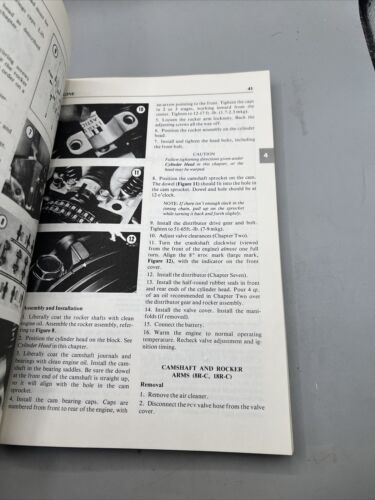 ENGINE
41
10
11
12
Assembly and Installation
1. Liberally coat the rocker shafts with clean
engine oil. Assemble the rocker assembly, refer-
ring to Figure 8.
2. Position the cylinder head on the block. See
Cylinder Head in this chapter.
3. Liberally coat the camshaft journals and
bearings with clean engine oil. Install the cam-
shaft in the bearing saddles. Be sure the dowel
at the front end of the camshaft is straight up,
so it will align with the hole in the cam
sprocket.
4. Install the cam bearing caps. Caps are
numbered from front to rear of the engine, with
an arrow pointing to the front. Tighten the caps
in 2 or 3 stages, working inward from the
center. Tighten to 12-17 ft.-lb. (1.7-2.3 mkg).
5. Loosen the rocker arm locknuts. Back the
adjusting screws all the way off.
6. Position the rocker assembly on the cylinder
head.
7. Install and tighten the head bolts, including
the front bolt.
CAUTION
Follow tightening directions given under
Cylinder Head in this chapter, or the
head may be warped.
8. Position the camshaft sprocket on the cam.
The dowel (Figure 11) should fit into the hole in
the cam sprocket. Dowel and hole should be at
12 o'clock.
NOTE: If there isn't enough slack in the
timing chain, pull up on the sprocket
while turning it back and forth slightly.
9. Install the distributor drive gear and bolt.
Tighten to 51-65 ft.-lb. (7-9 mkg).
10. Adjust valve clearances (Chapter Two).
11. Turn the crankshaft clockwise (viewed
from the front of the engine) almost one full
turn. Align the 8° BTDC mark (large mark,
Figure 12), with the indicator on the front
cover.
12. Install the distributor (Chapter Seven).
13. Install the half-round rubber seals in front
and rear ends of the cylinder head. Pour 4 qt.
of an oil recommended in Chapter Two over
the distributor gear and rocker assembly.
14. Install the valve cover. Install the mani-
folds (if removed).
15. Connect the battery.
16. Warm the engine to normal operating
temperature. Recheck valve adjustment and ig-
nition timing.
CAMSHAFT AND ROCKER
ARMS (8R-C, 18R-C)
Removal
1. Remove the air cleaner.
2. Disconnect the PCV valve hose from the valve
cover.
4